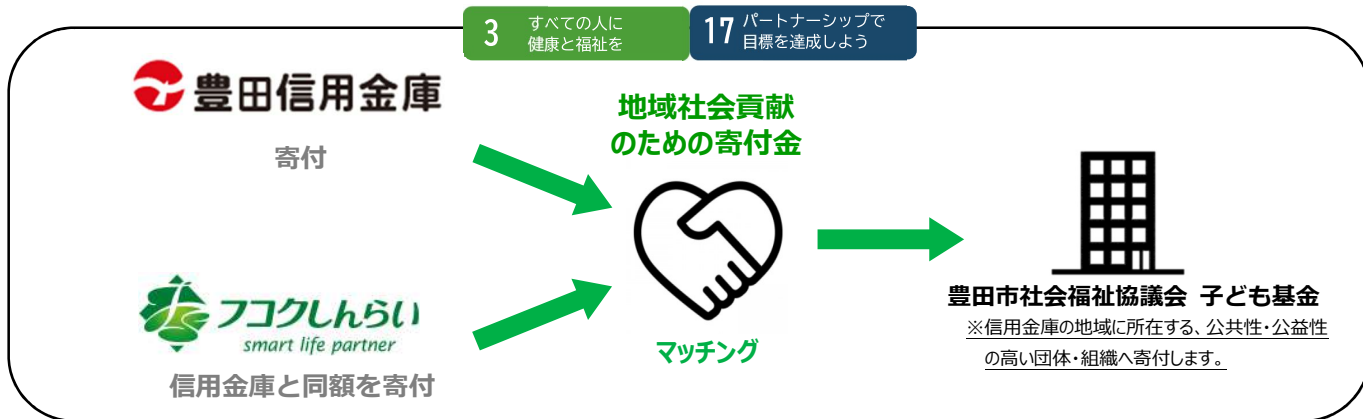 3 すべての人に
健康と福祉を
17 パートナーシップで
目標を達成しよう
豊田信用金庫
寄付
地域社会貢献
のための寄付金
フコクしんらい
smart life partner
信用金庫と同額を寄付
マッチング
豊田市社会福祉協議会 子ども基金
※信用金庫の地域に所在する、公共性・公益性
の高い団体・組織へ寄付します。